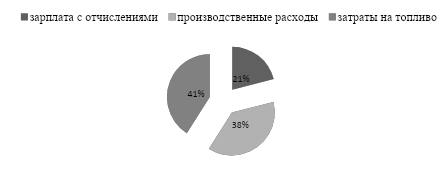 зарплата с отчислениями производственные расходы затраты на топливо
21%
41%
38%